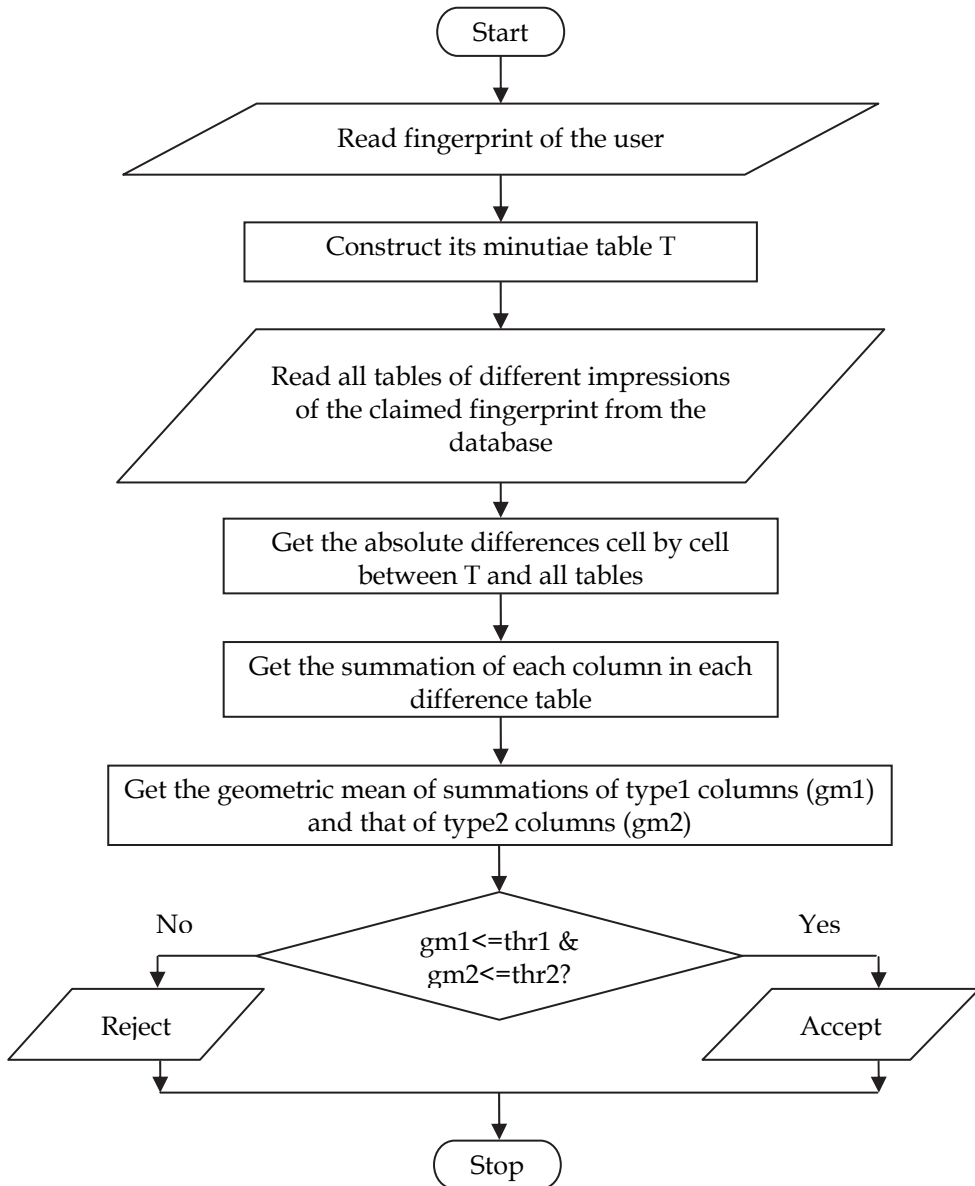 Start
Read fingerprint of the user
Construct its minutiae table T
Read all tables of different impressions
of the claimed fingerprint from the
database
Get the absolute differences cell by cell
between T and all tables
Get the summation of each column in each
difference table
Get the geometric mean of summations of type1 columns (gm1)
and that of type2 columns (gm2)
No
Yes
gm1<=thr1 &
gm2<=thr2?
Reject
Accept
Stop